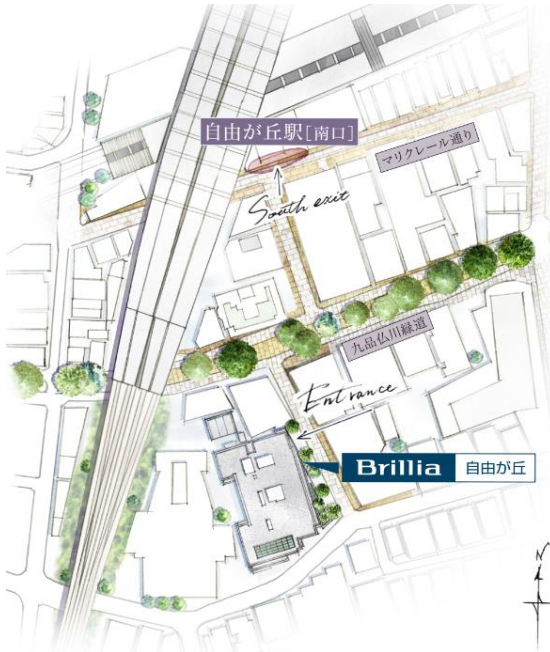 自由が丘駅[南口]
マリクレール通り
South exit
九品仏川緑道
Entrance
Brillia 自由が丘
N